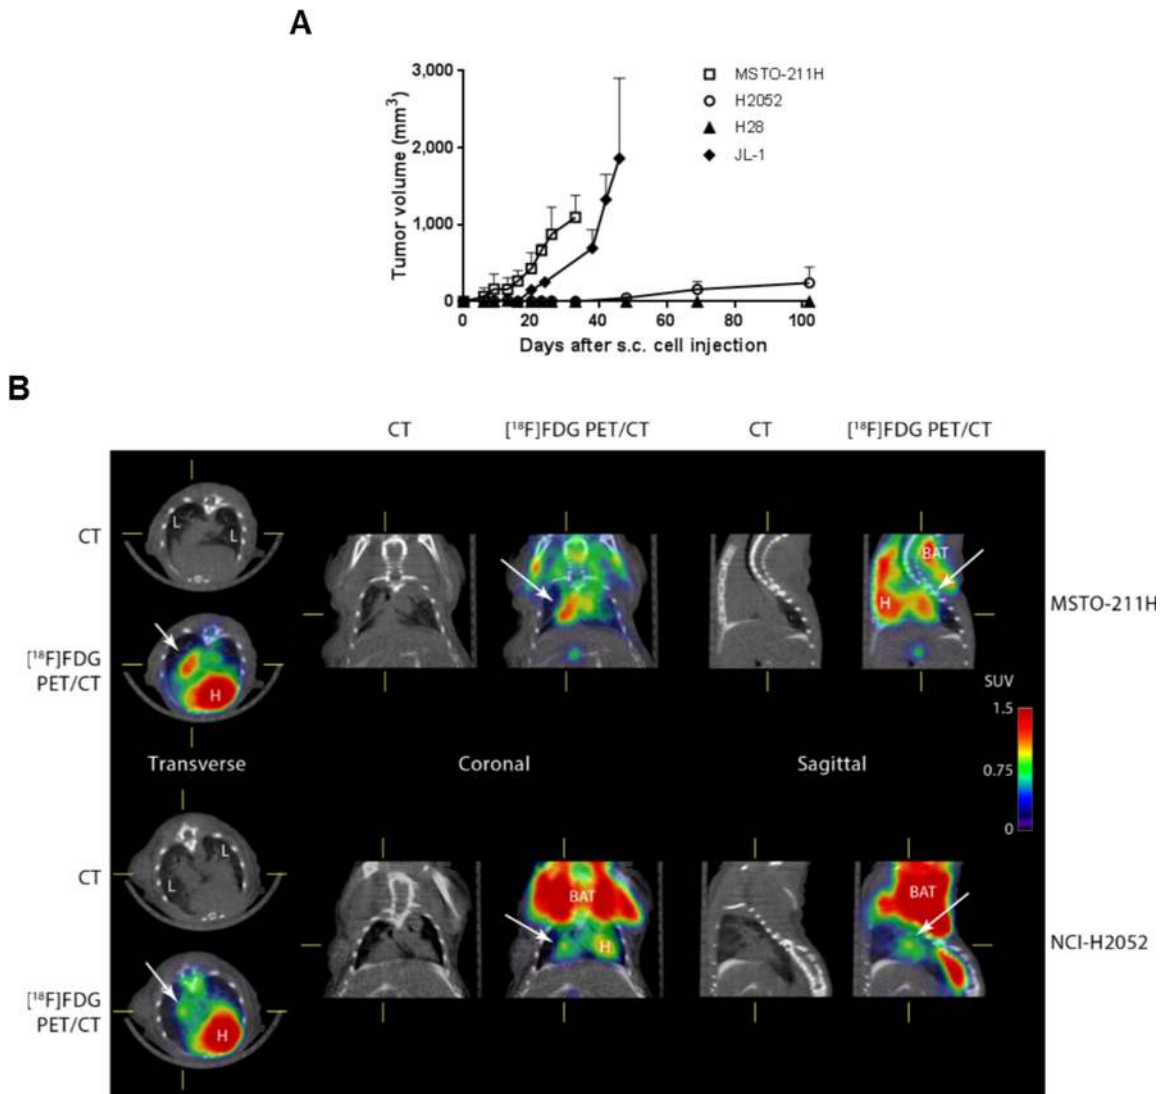 A
3,000
2,000
1,000
0
Tumor volume (mm³)
0 20 40 60 80 100
Days after s.c. cell injection
MSTO-211H
H2052
H28
JL-1
B
CT [¹⁸F]FDG PET/CT CT [¹⁸F]FDG PET/CT
CT
L L
BAT
H
MSTO-211H
[¹⁸F]FDG
PET/CT
H
SUV
1.5
0.75
0
Transverse Coronal Sagittal
CT
L
L
BAT
H
BAT
NCI-H2052
[¹⁸F]FDG
PET/CT
H